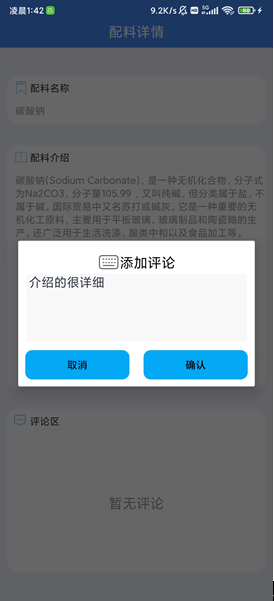 凌晨1:42
9.2K/s
5G
68
配料详情
配料名称
碳酸钠
配料介绍
碳酸钠(Sodium Carbonate)，是一种无机化合物，分子式
为Na2CO3，分子量105.99 ，又叫纯碱，但分类属于盐，不
属于碱。国际贸易中又名苏打或碱灰。它是一种重要的无
机化工原料，主要用于平板玻璃、玻璃制品和陶瓷釉的生
产。还广泛用于生活洗涤、酸类中和以及食品加工等。
添加评论
介绍的很详细
取消
确认
评论区
暂无评论